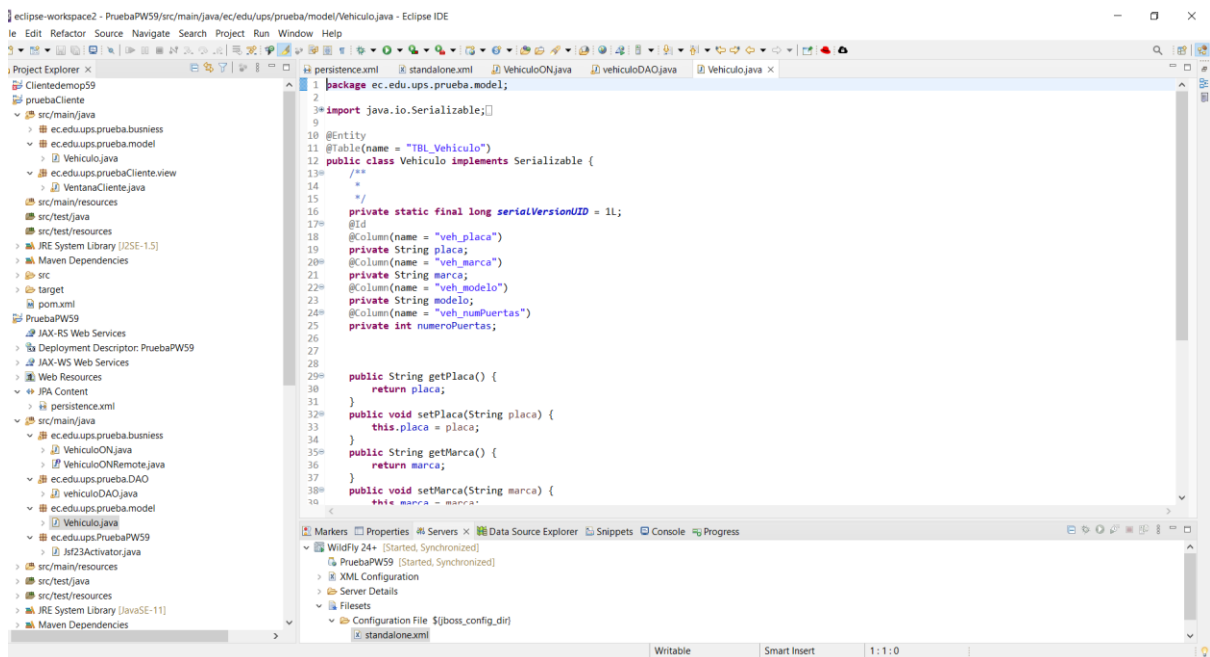 eclipse-workspace2 - PruebaPW59/src/main/java/ec/edu/ups/prueba/model/Vehiculo.java - Eclipse IDE
File Edit Refactor Source Navigate Search Project Run Window Help
Project Explorer ×
Clientedemop59
pruebaCliente
src/main/java
ec.edu.ups.prueba.busniess
ec.edu.ups.prueba.model
Vehiculo.java
ec.edu.ups.pruebaCliente.view
VentanaCliente.java
src/main/resources
src/test/java
src/test/resources
JRE System Library [J2SE-1.5]
Maven Dependencies
src
target
pom.xml
PruebaPW59
JAX-RS Web Services
Deployment Descriptor: PruebaPW59
JAX-WS Web Services
Web Resources
JPA Content
persistence.xml
src/main/java
ec.edu.ups.prueba.busniess
VehiculoON.java
VehiculoONRemote.java
ec.edu.ups.prueba.DAO
vehiculoDAO.java
ec.edu.ups.prueba.model
Vehiculo.java
ec.edu.ups.PruebaPW59
Jsf23Activator.java
src/main/resources
src/test/java
src/test/resources
JRE System Library [JavaSE-11]
Maven Dependencies
persistence.xml standalone.xml VehiculoON.java vehiculoDAO.java Vehiculo.java ×
1 package ec.edu.ups.prueba.model;
2
3 import java.io.Serializable;
9
10 @Entity
11 @Table(name = "TBL_Vehiculo")
12 public class Vehiculo implements Serializable {
13 /**
14 *
15 */
16 private static final long serialVersionUID = 1L;
17 @Id
18 @Column(name = "veh_placa")
19 private String placa;
20 @Column(name = "veh_marca")
21 private String marca;
22 @Column(name = "veh_modelo")
23 private String modelo;
24 @Column(name = "veh_numPuertas")
25 private int numeroPuertas;
26
27
28
29 public String getPlaca() {
30 return placa;
31 }
32 public void setPlaca(String placa) {
33 this.placa = placa;
34 }
35 public String getMarca() {
36 return marca;
37 }
38 public void setMarca(String marca) {
39 this.marca = marca;
Markers Properties Servers × Data Source Explorer Snippets Console Progress
WildFly 24+ [Started, Synchronized]
PruebaPW59 [Started, Synchronized]
XML Configuration
Server Details
Filesets
Configuration File ${jboss_config_dir}
standalone.xml
Writable Smart Insert 1 : 1 : 0